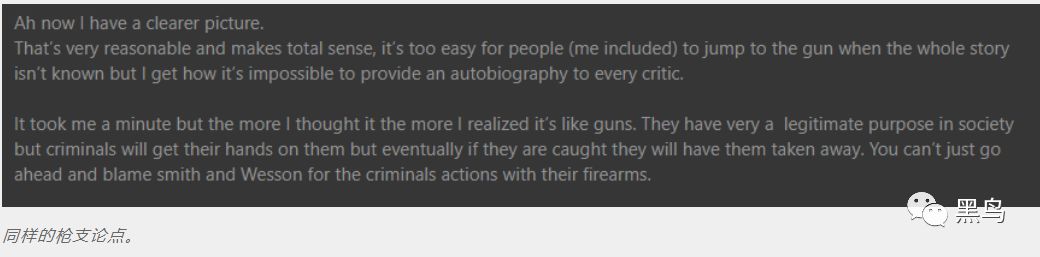 Ah now I have a clearer picture.
That's very reasonable and makes total sense, it's too easy for people (me included) to jump to the gun when the whole story
isn't known but I get how it's impossible to provide an autobiography to every critic.
It took me a minute but the more I thought it the more I realized it's like guns. They have very a  legitimate purpose in society
but criminals will get their hands on them but eventually if they are caught they will have them taken away. You can't just go
ahead and blame smith and Wesson for the criminals actions with their firearms.
黑鸟
同样的枪支论点。